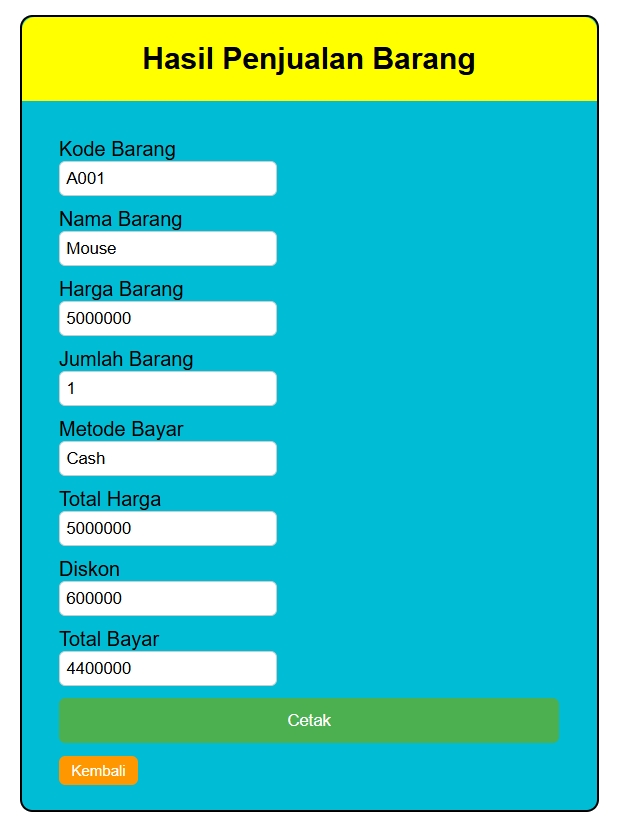 Hasil Penjualan Barang
Kode Barang
A001
Nama Barang
Mouse
Harga Barang
5000000
Jumlah Barang
1
Metode Bayar
Cash
Total Harga
5000000
Diskon
600000
Total Bayar
4400000
Cetak
Kembali